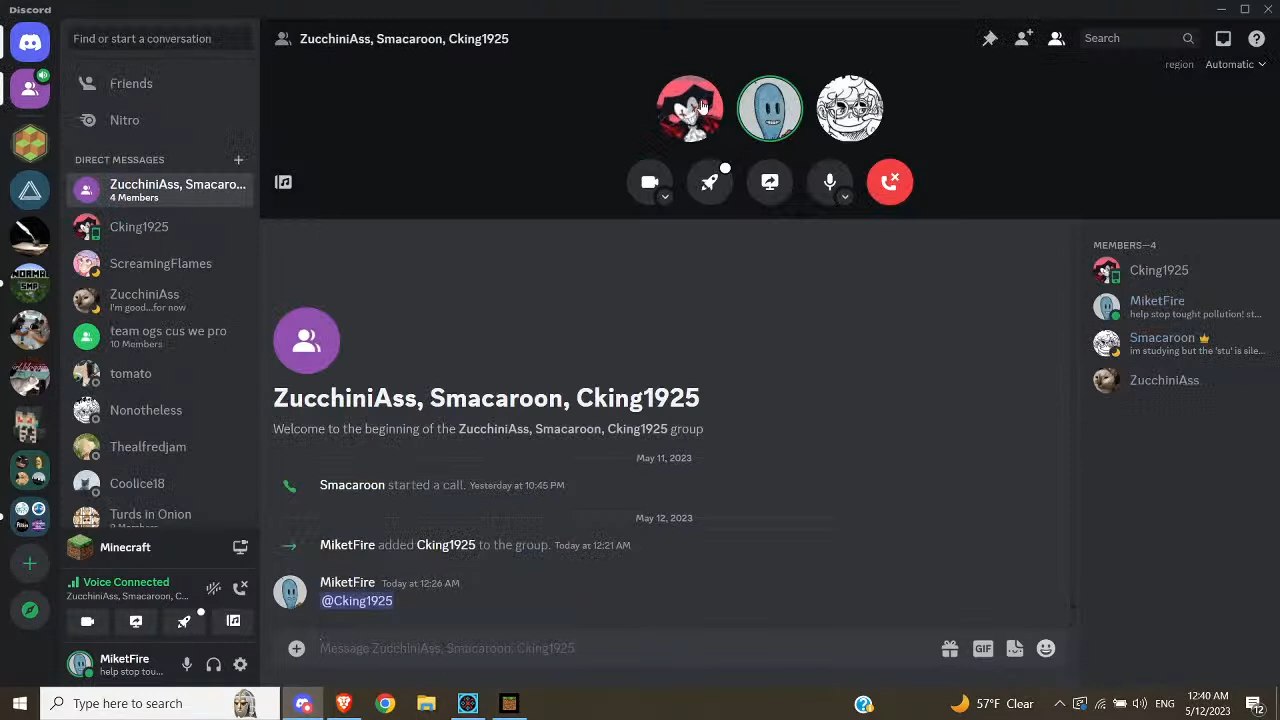 Discord
Find or start a conversation
ZucchiniAss, Smacaroon, Cking1925
Search
region
Automatic
Friends
Nitro
DIRECT MESSAGES
ZucchiniAss, Smacaro...
4 Members
Cking1925
ScreamingFlames
ZucchiniAss
I'm good...for now
team ogs cus we pro
10 Members
tomato
Nonotheless
Thealfredjam
Coolice18
Turds in Onion
Minecraft
Voice Connected
ZucchiniAss, Smacaroon, C...
MiketFire
help stop tou...
ZucchiniAss, Smacaroon, Cking1925
Welcome to the beginning of the ZucchiniAss, Smacaroon, Cking1925 group
May 11, 2023
Smacaroon started a call. Yesterday at 10:45 PM
May 12, 2023
MiketFire added Cking1925 to the group. Today at 12:21 AM
MiketFire Today at 12:26 AM
@Cking1925
Message ZucchiniAss, Smacaroon, Cking1925
GIF
MEMBERS—4
Cking1925
MiketFire
help stop tought pollution! st...
Smacaroon
im studying but the 'stu' is sile...
ZucchiniAss
Type here to search
57°F Clear
ENG
12:40 AM
5/12/2023
12